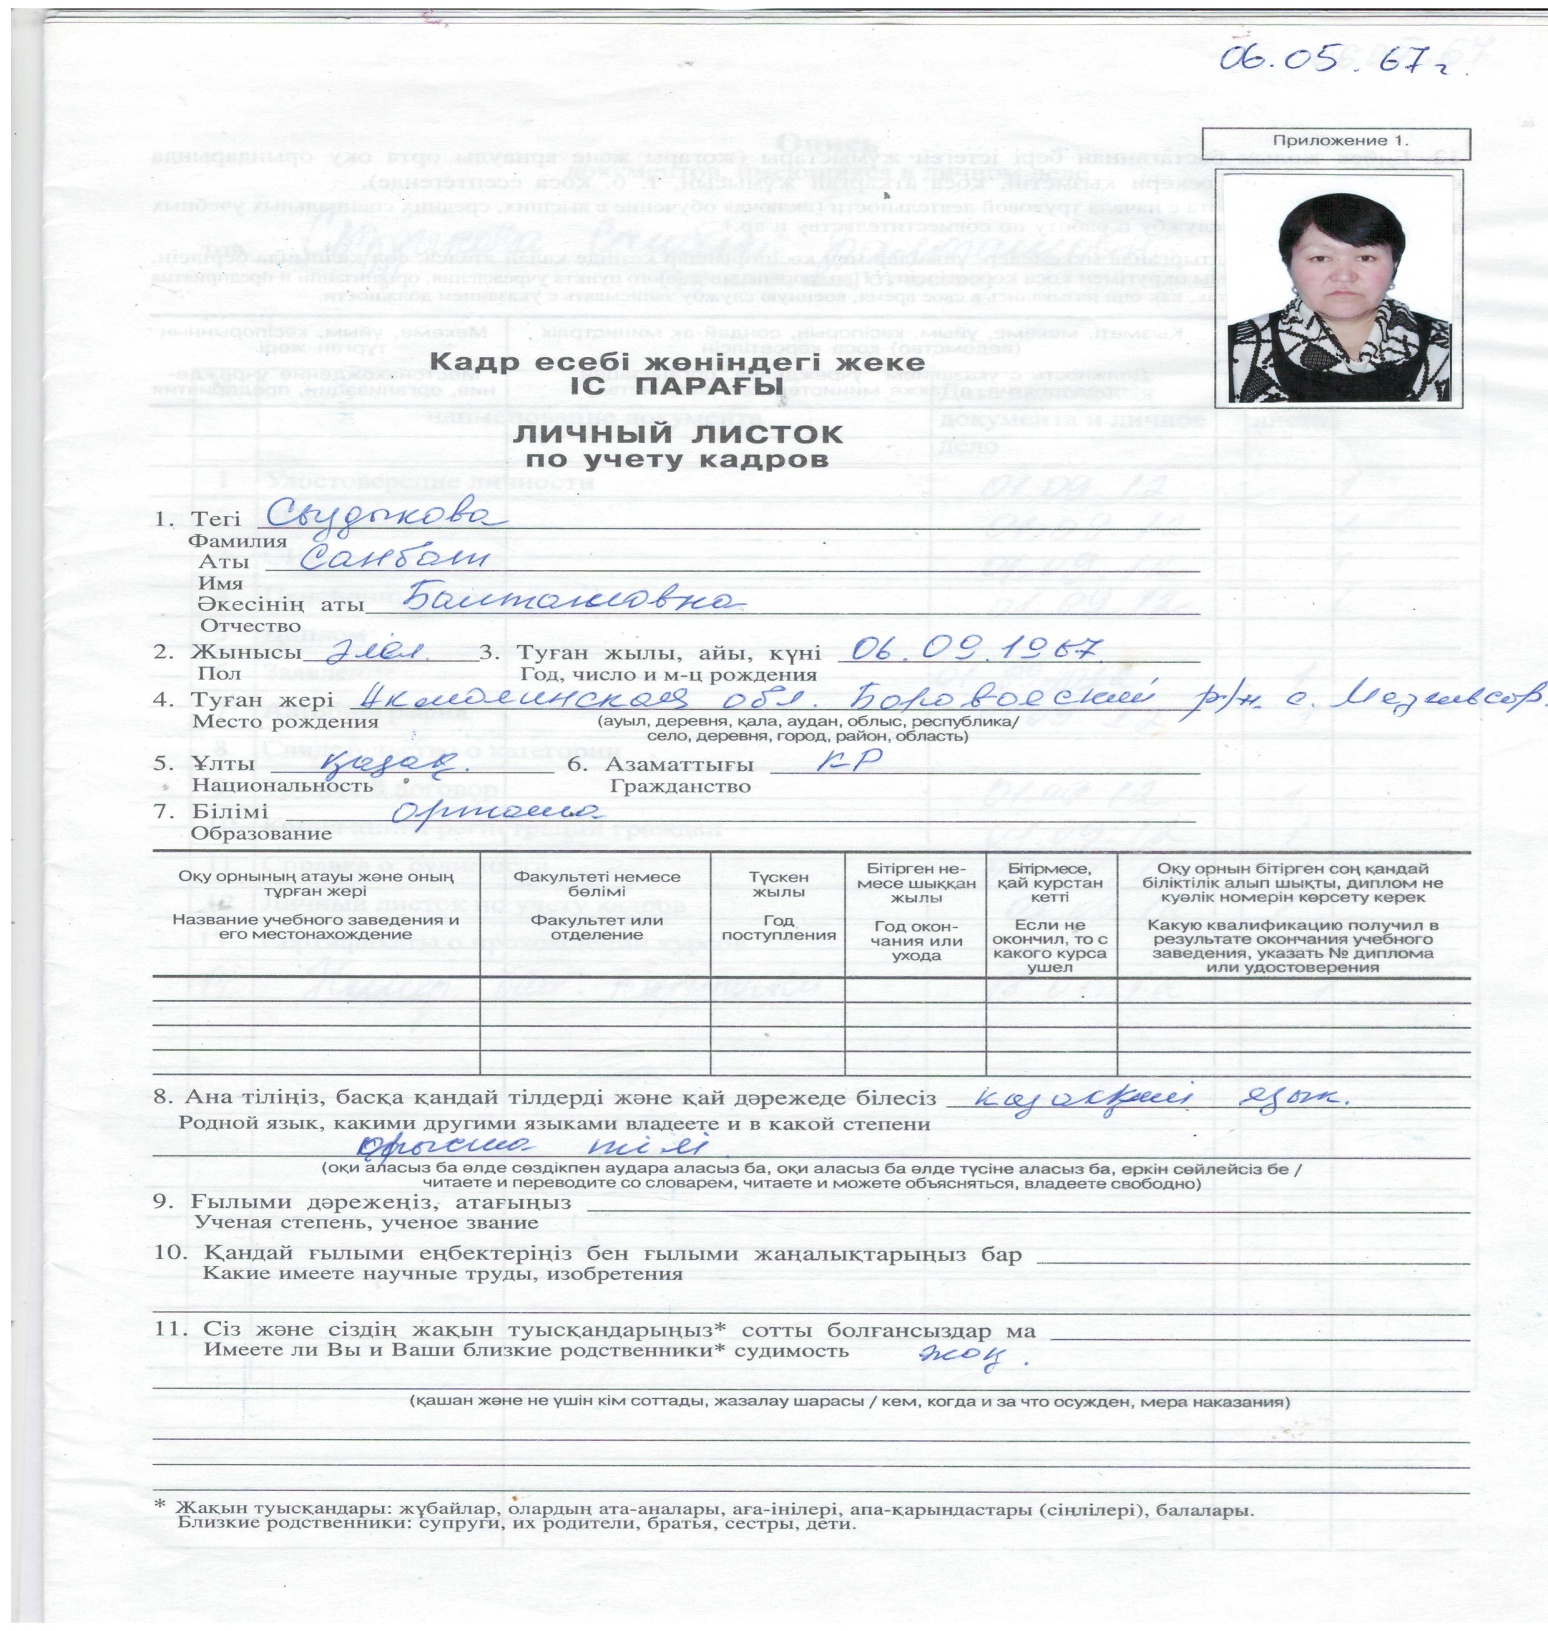 06.05.67г.
Приложение 1.
Кадр есебі жөніндегі жеке
ІС ПАРАҒЫ
ЛИЧНЫЙ ЛИСТОК
по учету кадров
1. Тегі Сыздыкова
Фамилия
Аты Санбат
Имя
Әкесінің аты Балташовна
Отчество
2. Жынысы әйел. 3. Туған жылы, айы, күні 06.09.1967.
Пол Год, число и м-ц рождения
4. Туған жері Акмолинская обл. Боровоеский р/н. с.
Место рождения (ауыл, деревня, қала, аудан, облыс, республика/
село, деревня, город, район, область)
5. Ұлты қазақ. 6. Азаматтығы КР
Национальность Гражданство
7. Білімі орташа
Образование
Оқу орнының атауы және оның тұрған жері
Название учебного заведения и его местонахождение
Факультеті немесе бөлімі
Факультет или отделение
Түскен жылы
Год поступления
Бітірген немесе шыққан жылы
Год окончания или ухода
Бітірмесе, қай курстан кетті
Если не окончил, то с какого курса ушел
Оқу орнын бітірген соң қандай біліктілік алып шықты, диплом не куәлік номерін көрсету керек
Какую квалификацию получил в результате окончания учебного заведения, указать № диплома или удостоверения
8. Ана тіліңіз, басқа қандай тілдерді және қай дәрежеде білесіз язык.
Родной язык, какими другими языками владеете и в какой степени
орысша тілі.
(оқи аласыз ба әлде сөздікпен аудара аласыз ба, оқи аласыз ба әлде түсіне аласыз ба, еркін сөйлейсіз бе /
читаете и переводите со словарем, читаете и можете объясняться, владеете свободно)
9. Ғылыми дәрежеңіз, атағыңыз
Ученая степень, ученое звание
10. Қандай ғылыми еңбектеріңіз бен ғылыми жаңалықтарыңыз бар
Какие имеете научные труды, изобретения
11. Сіз және сіздің жақын туысқандарыңыз* сотты болғансыздар ма
Имеете ли Вы и Ваши близкие родственники* судимость жоқ.
(қашан және не үшін кім соттады, жазалау шарасы / кем, когда и за что осужден, мера наказания)
* Жақын туысқандары: жұбайлар, олардың ата-аналары, аға-інілері, апа-қарындастары (сіңлілері), балалары.
Близкие родственники: супруги, их родители, братья, сестры, дети.